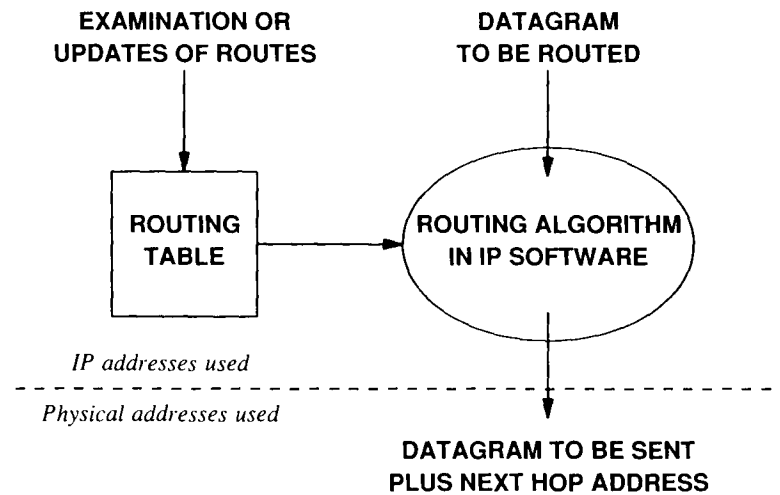 EXAMINATION OR
UPDATES OF ROUTES
DATAGRAM
TO BE ROUTED
ROUTING
TABLE
ROUTING ALGORITHM
IN IP SOFTWARE
IP addresses used
Physical addresses used
DATAGRAM TO BE SENT
PLUS NEXT HOP ADDRESS